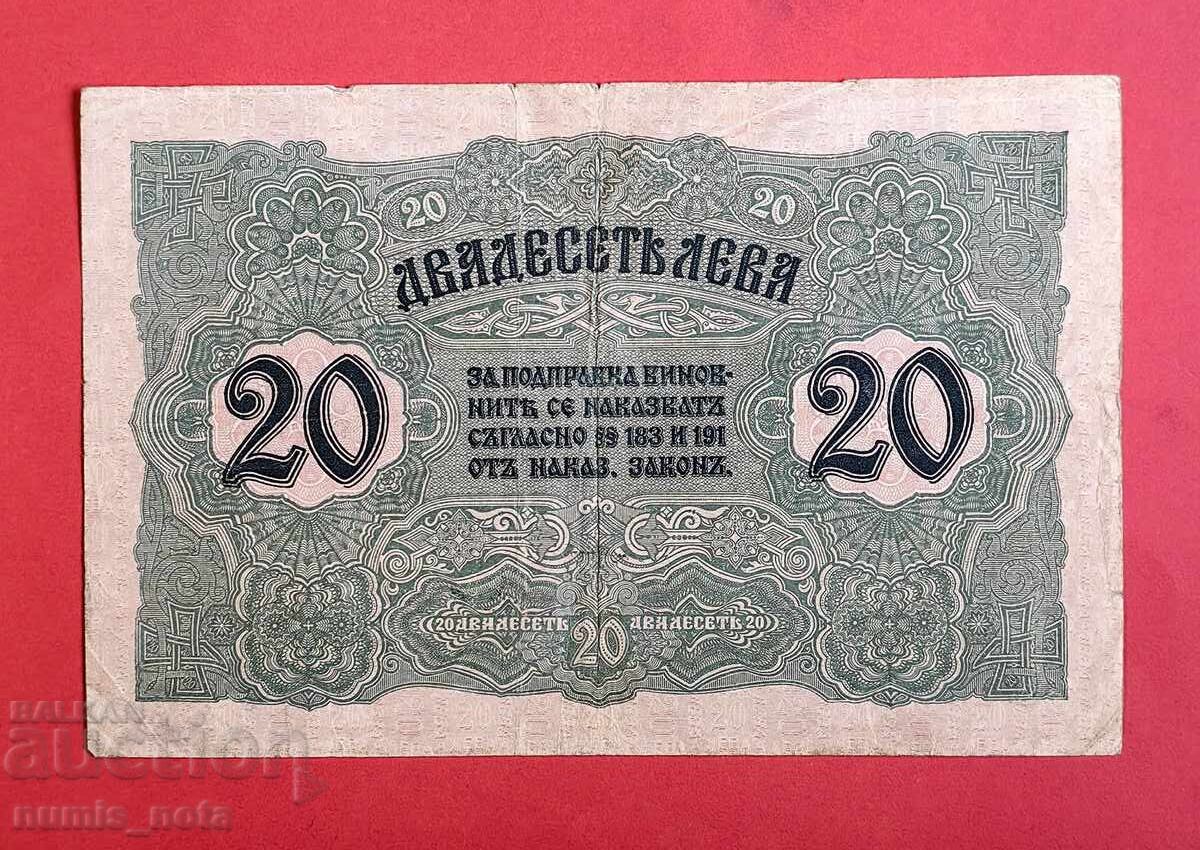 20 20
ДВАДЕСЕТЬ ЛЕВА
20 20
ЗА ПОДПРАВКА ВИНОВ-
НИТѢ СЕ НАКАЗВАТЪ
СЪГЛАСНО §§ 183 И 191
ОТЪ НАКАЗ. ЗАКОНЪ.
20 ДВАДЕСЕТЬ 20 ДВАДЕСЕТЬ 20
BALKAN
auction
numis_nota